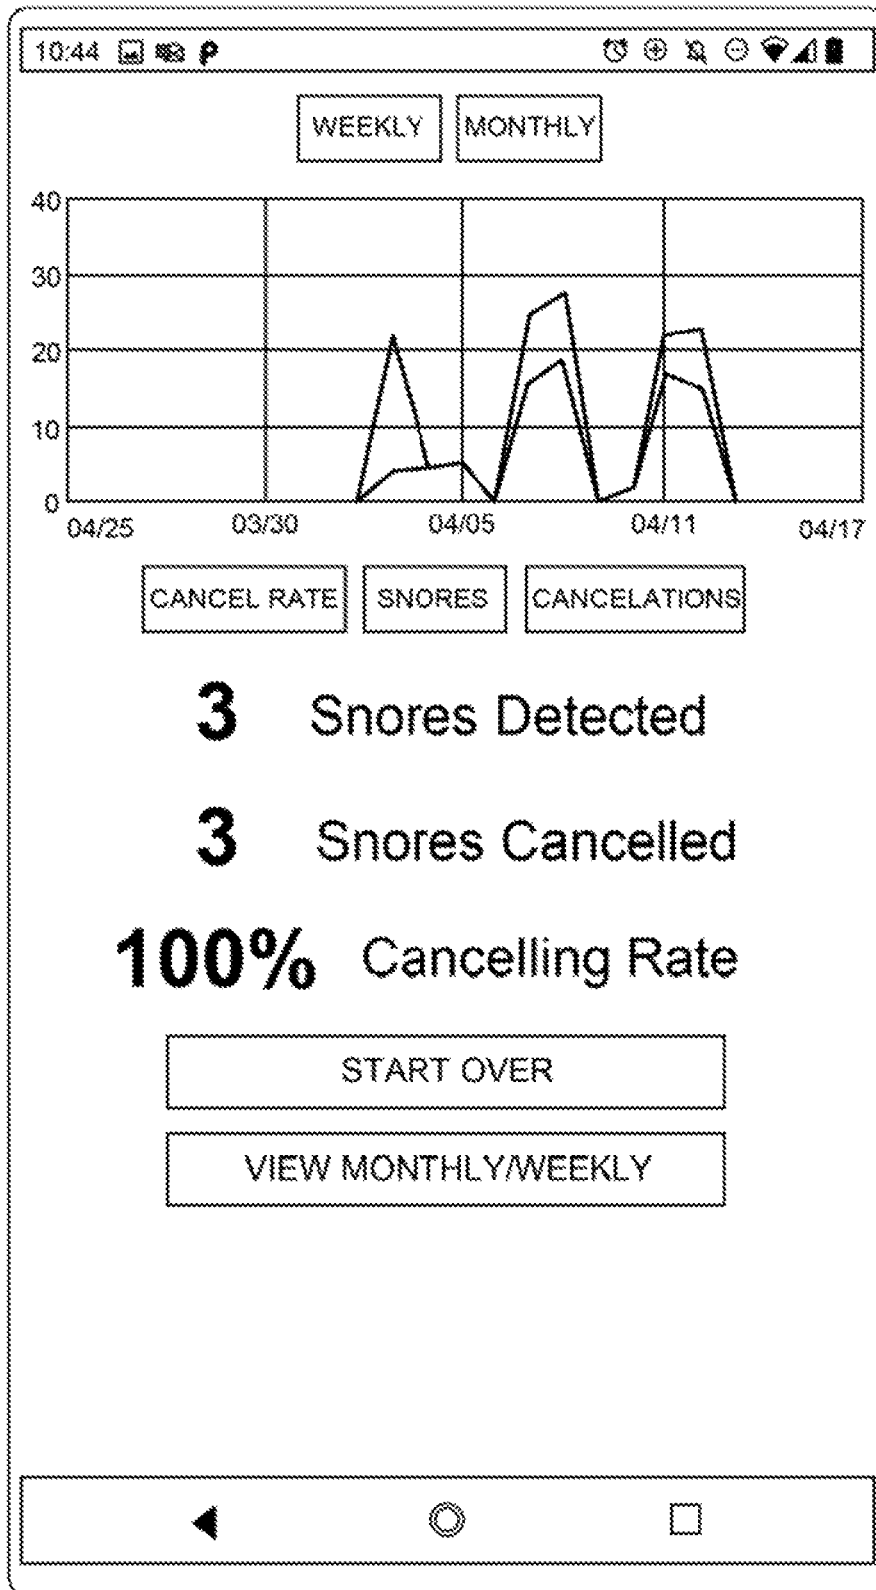 10:44
WEEKLY MONTHLY
40
30
20
10
0
04/25 03/30 04/05 04/11 04/17
CANCEL RATE SNORES CANCELATIONS
3 Snores Detected
3 Snores Cancelled
100% Cancelling Rate
START OVER
VIEW MONTHLY/WEEKLY